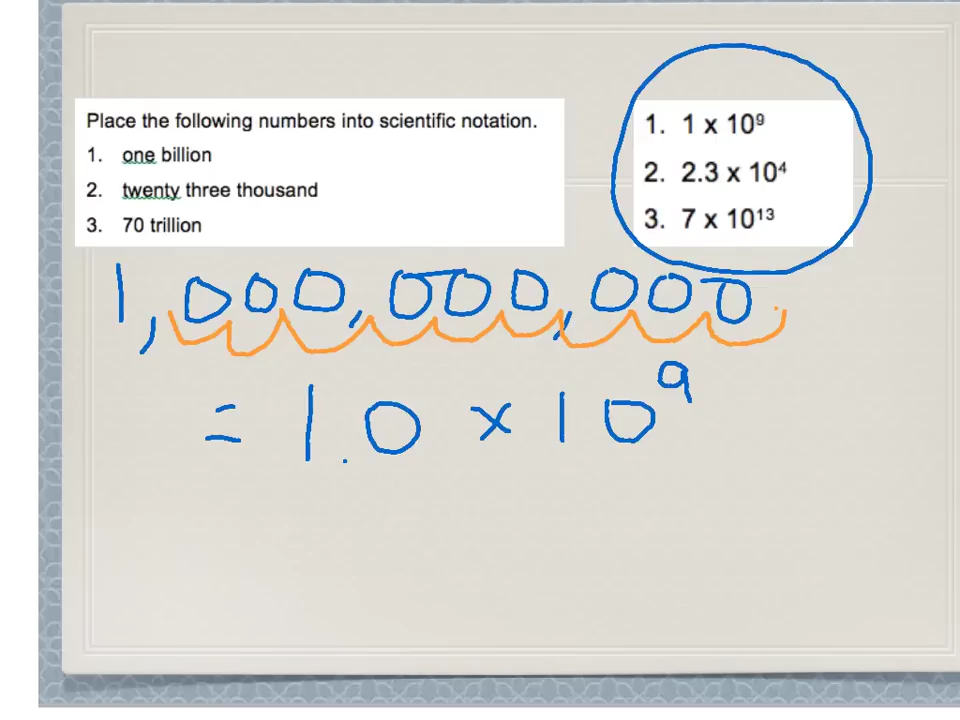 Place the following numbers into scientific notation.
1. one billion
2. twenty three thousand
3. 70 trillion
1. 1 x 10⁹
2. 2.3 x 10⁴
3. 7 x 10¹³
1,000,000,000.
= 1.0 × 10⁹